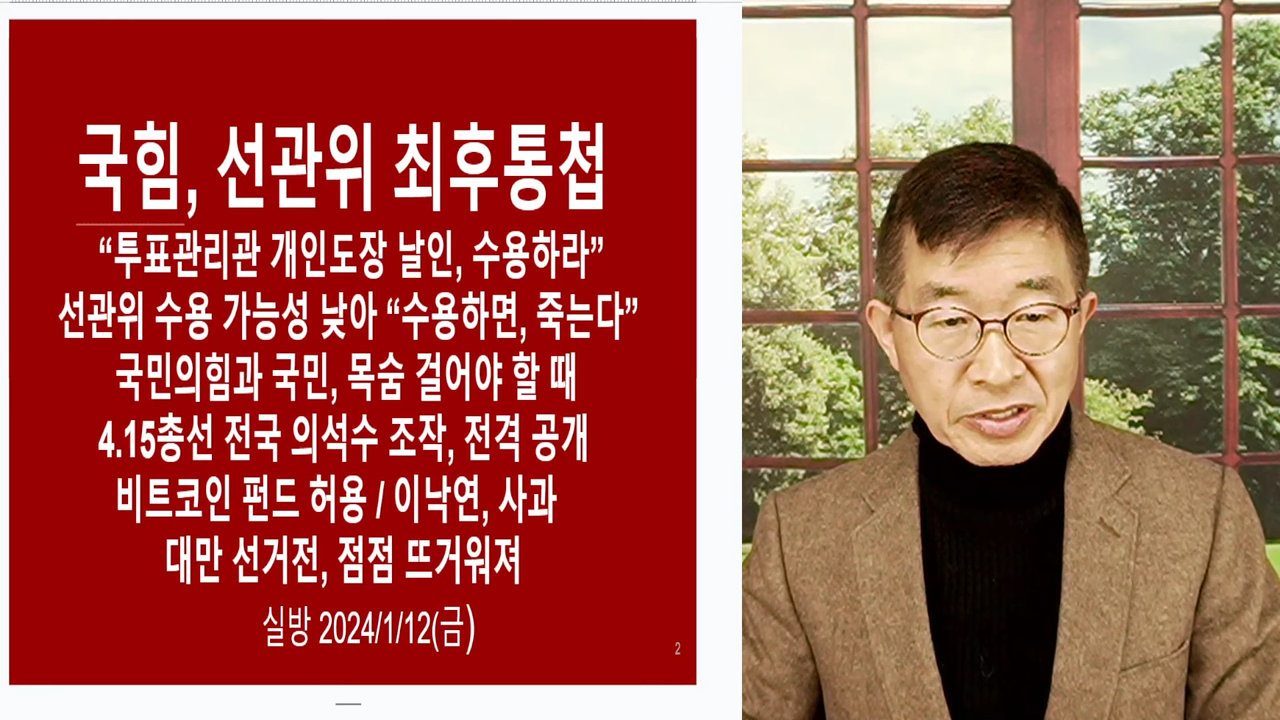 국힘, 선관위 최후통첩
“투표관리관 개인도장 날인, 수용하라”
선관위 수용 가능성 낮아 “수용하면, 죽는다”
국민의힘과 국민, 목숨 걸어야 할 때
4.15총선 전국 의석수 조작, 전격 공개
비트코인 펀드 허용 / 이낙연, 사과
대만 선거전, 점점 뜨거워져
실방 2024/1/12(금)
2